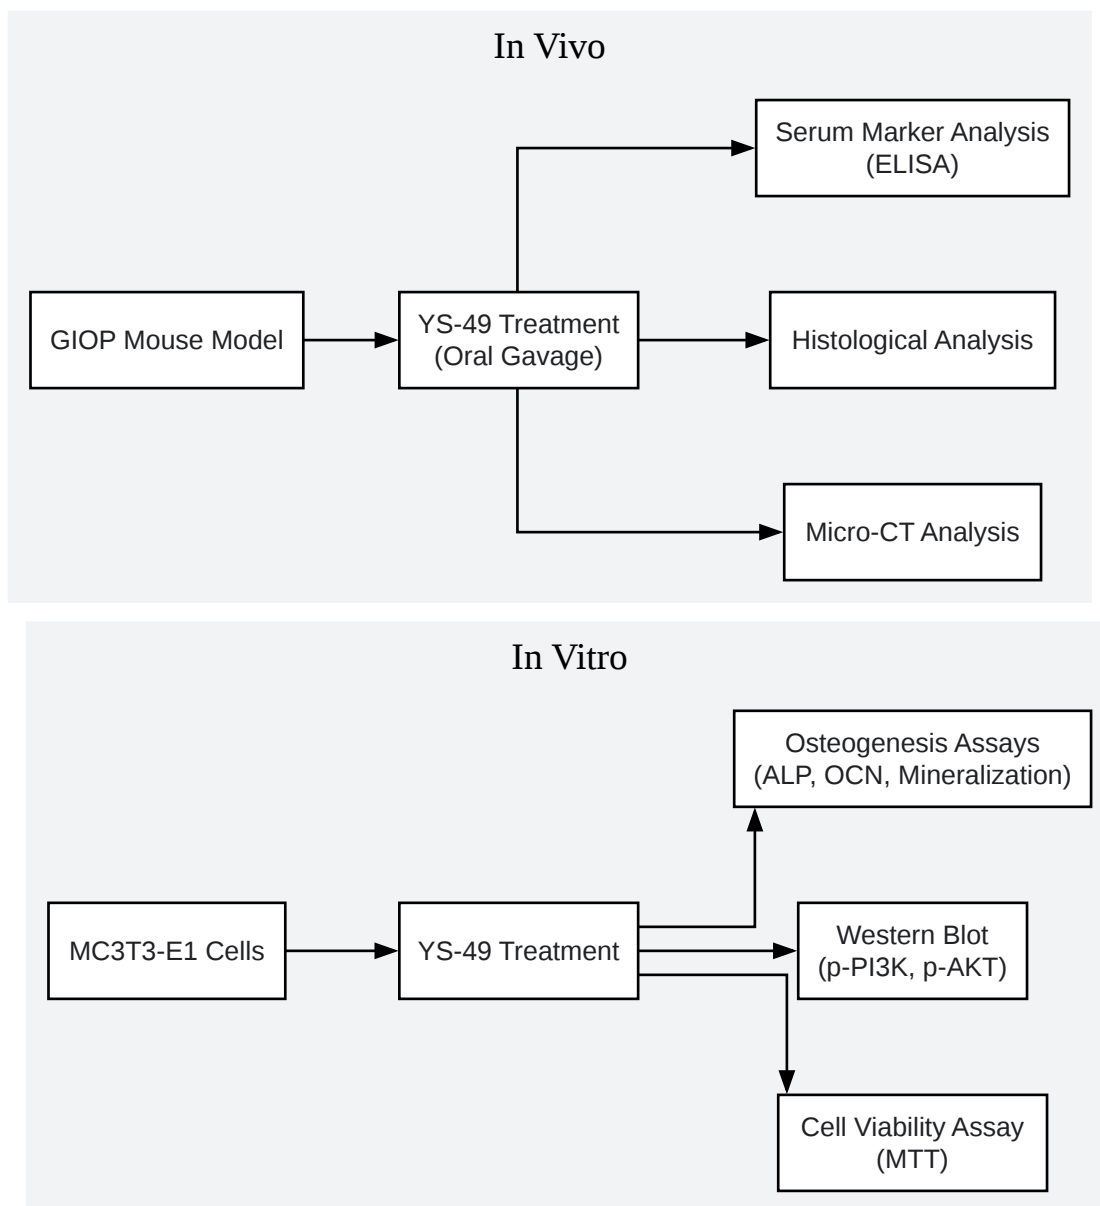 In Vivo
Serum Marker Analysis
(ELISA)
GIOP Mouse Model
YS-49 Treatment
(Oral Gavage)
Histological Analysis
Micro-CT Analysis
In Vitro
Osteogenesis Assays
(ALP, OCN, Mineralization)
MC3T3-E1 Cells
YS-49 Treatment
Western Blot
(p-PI3K, p-AKT)
Cell Viability Assay
(MTT)